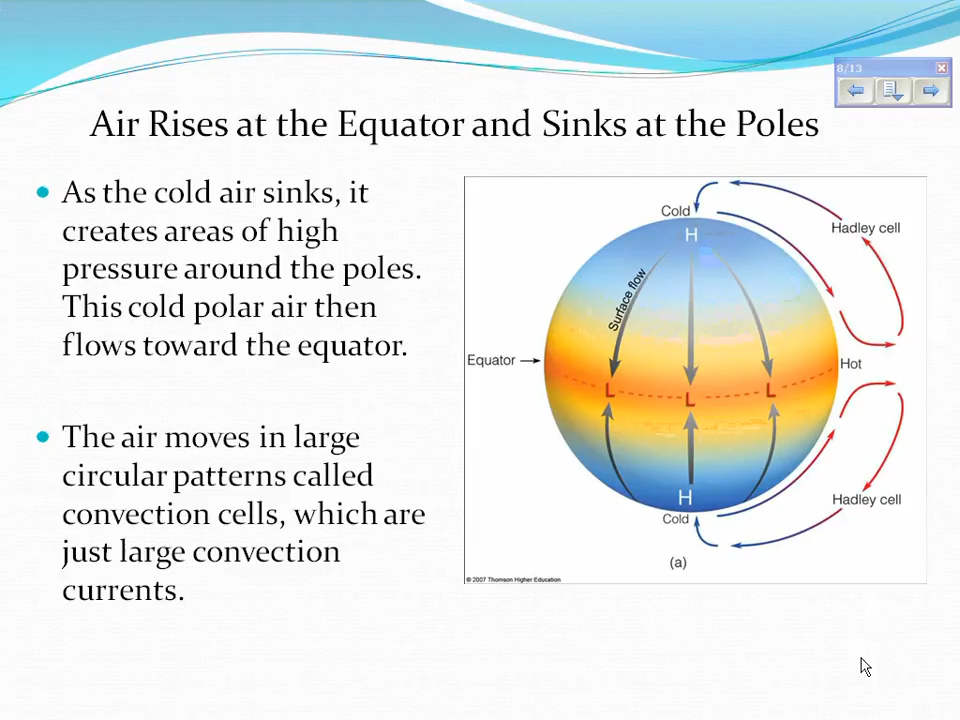 8/13
Air Rises at the Equator and Sinks at the Poles
As the cold air sinks, it
creates areas of high
pressure around the poles.
This cold polar air then
flows toward the equator.
The air moves in large
circular patterns called
convection cells, which are
just large convection
currents.
Cold
H
Hadley cell
Surface flow
Equator
Hot
L
L
L
H
Hadley cell
Cold
(a)
© 2007 Thomson Higher Education